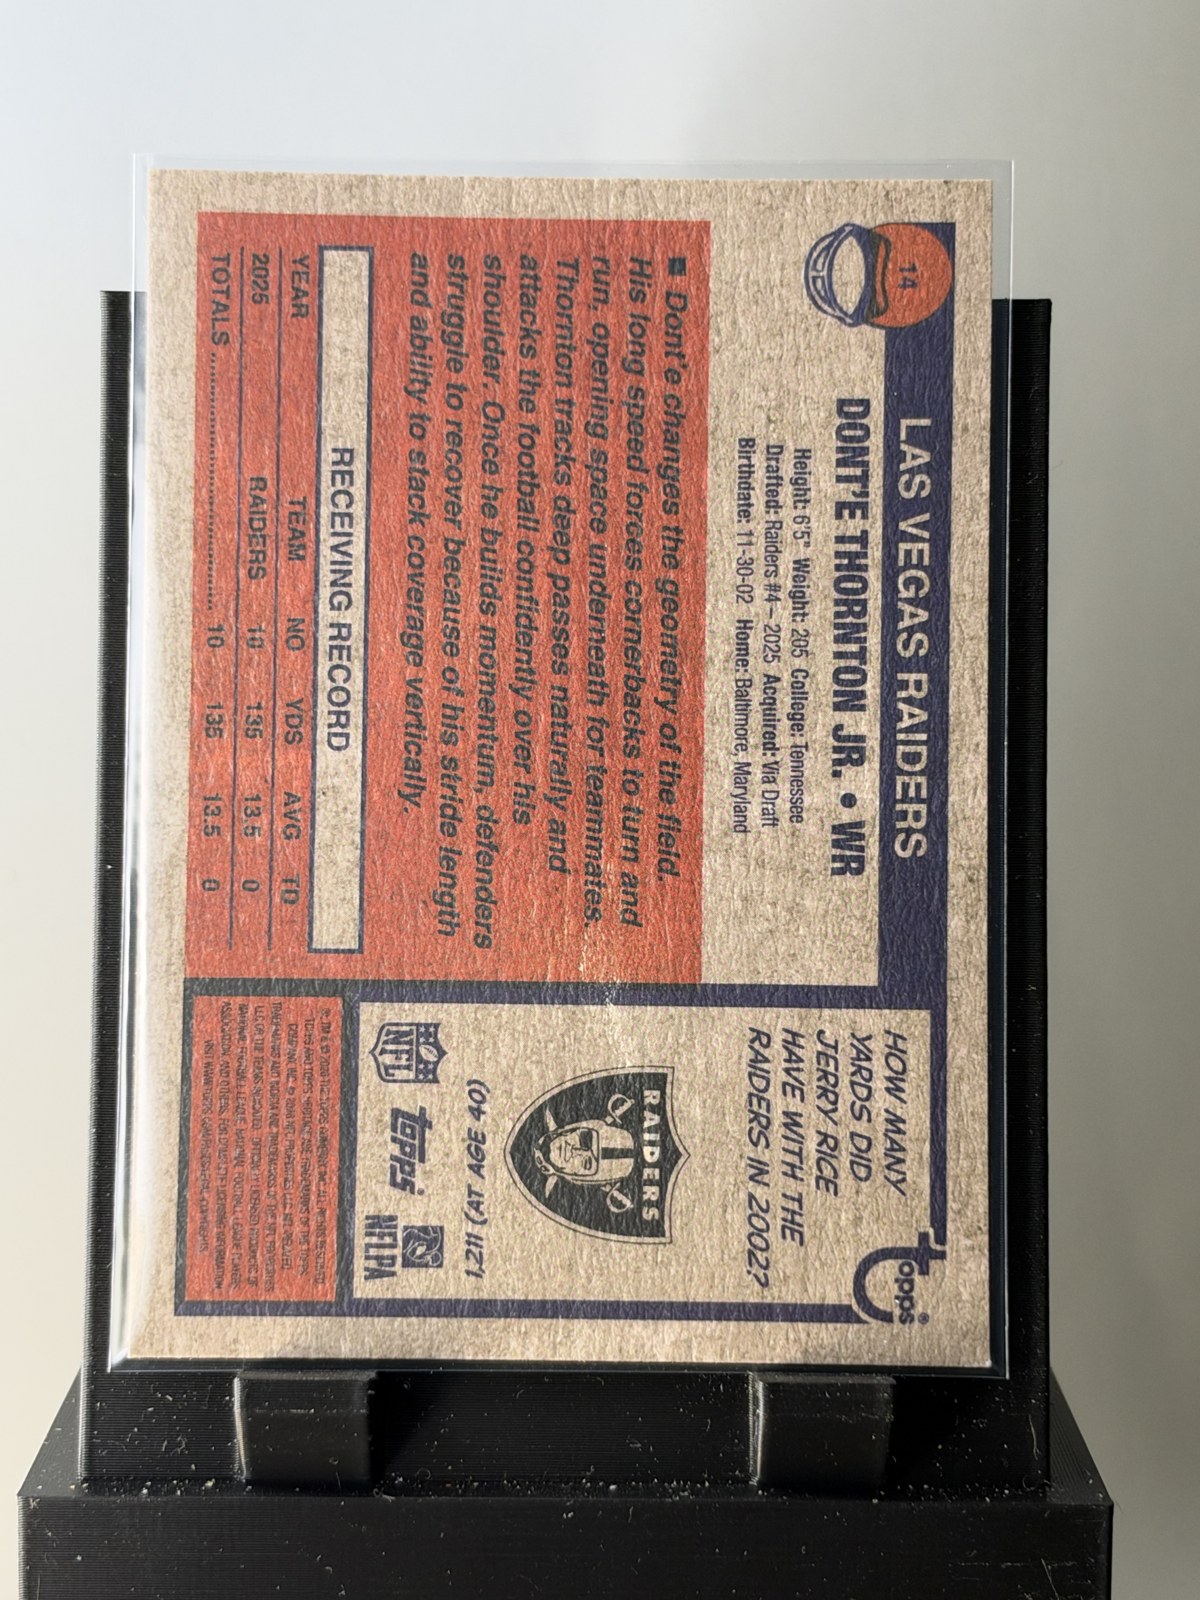 14
LAS VEGAS RAIDERS
DONT'E THORNTON JR. • WR
Height: 6'5" Weight: 205 College: Tennessee
Drafted: Raiders #4 – 2025 Acquired: Via Draft
Birthdate: 11-30-02 Home: Baltimore, Maryland
■ Dont'e changes the geometry of the field.
His long speed forces cornerbacks to turn and
run, opening space underneath for teammates.
Thornton tracks deep passes naturally and
attacks the football confidently over his
shoulder. Once he builds momentum, defenders
struggle to recover because of his stride length
and ability to stack coverage vertically.
RECEIVING RECORD
YEAR TEAM NO YDS AVG TD
2025 RAIDERS 10 135 13.5 0
TOTALS 10 135 13.5 0
topps®
HOW MANY
YARDS DID
JERRY RICE
HAVE WITH THE
RAIDERS IN 2002?
RAIDERS
1,211 (AT AGE 40)
NFL topps® NFLPA